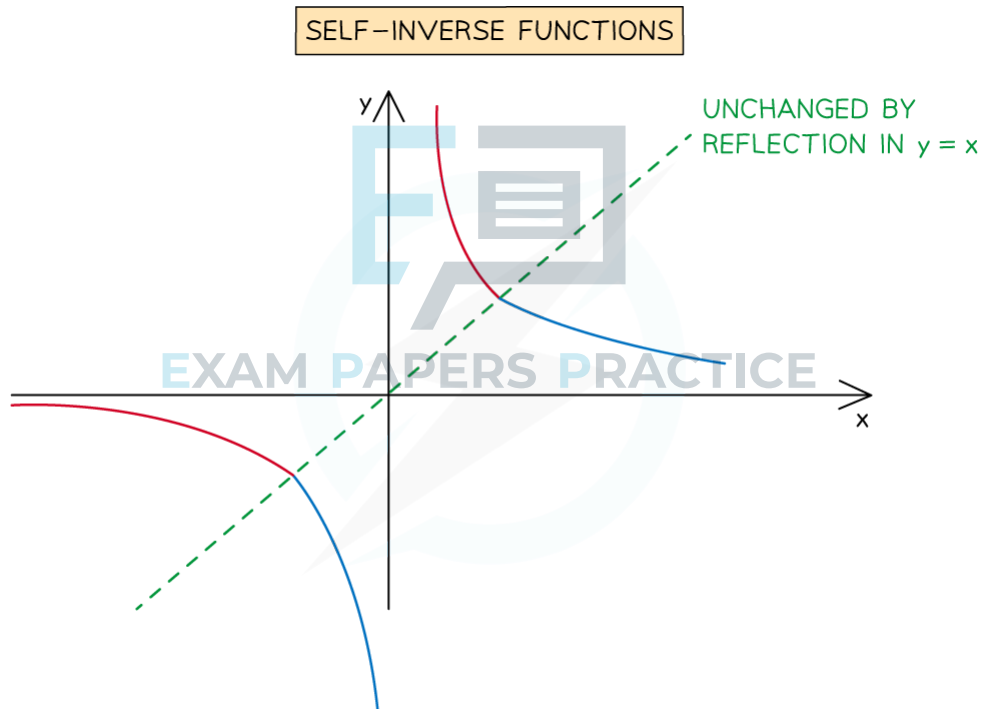 SELF-INVERSE FUNCTIONS
y
UNCHANGED BY
REFLECTION IN y = x
EXAM PAPERS PRACTICE
x